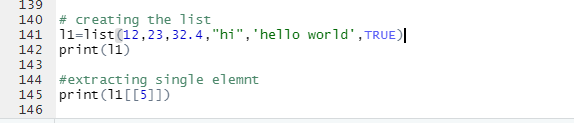 139
140 # creating the list
141 l1=list(12,23,32.4,"hi",'hello world',TRUE)
142 print(l1)
143
144 #extracting single elemnt
145 print(l1[[5]])
146